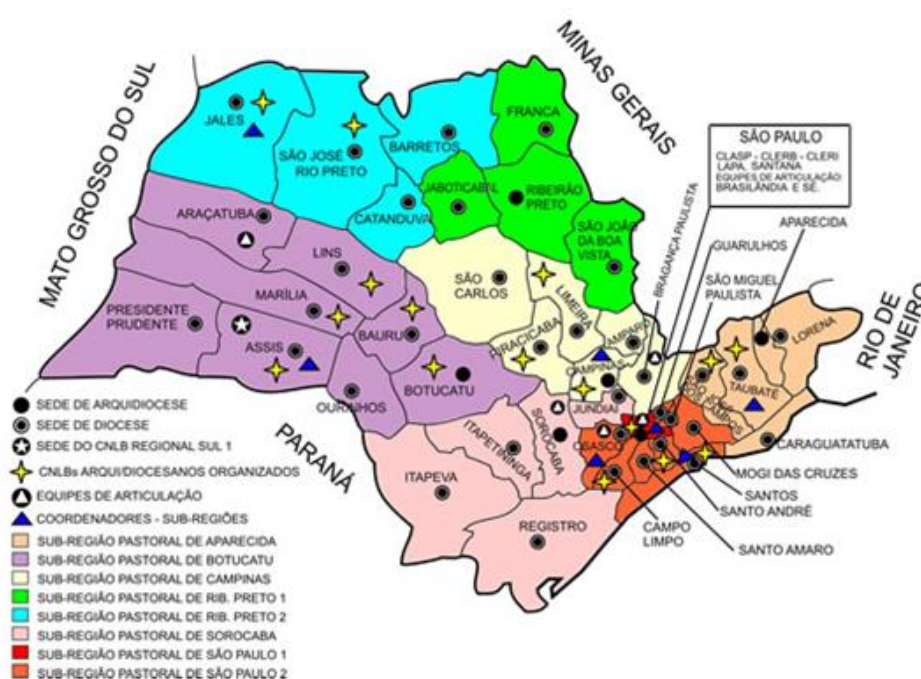 MATO GROSSO DO SUL
MINAS GERAIS
RIO DE
JANEIRO
PARANÁ
JALES
SÃO JOSÉ
RIO PRETO
BARRETOS
FRANCA
JABOTICABAL
RIBEIRÃO
PRETO
CATANDUVA
SÃO JOÃO
DA BOA
VISTA
ARAÇATUBA
LINS
MARÍLIA
BAURU
PRESIDENTE
PRUDENTE
ASSIS
OURINHOS
BOTUCATU
SÃO
CARLOS
LIMEIRA
PIRACICABA
AMPARO
CAMPINAS
BRAGANÇA PAULISTA
SÃO PAULO
CLASP - CLERB - CLERI
LAPA, SANTANA
EQUIPES DE ARTICULAÇÃO:
BRASILÂNDIA E SÉ.
APARECIDA
GUARULHOS
SÃO MIGUEL
PAULISTA
LORENA
TAUBATÉ
SÃO JOSÉ
DOS CAMPOS
CARAGUATATUBA
MOGI DAS CRUZES
SANTOS
SANTO ANDRÉ
SANTO AMARO
CAMPO
LIMPO
JUNDIAÍ
OSASCO
SOROCABA
ITAPETININGA
ITAPEVA
REGISTRO
SEDE DE ARQUIDIOCESE
SEDE DE DIOCESE
SEDE DO CNLB REGIONAL SUL 1
CNLBs ARQUI/DIOCESANOS ORGANIZADOS
EQUIPES DE ARTICULAÇÃO
COORDENADORES - SUB-REGIÕES
SUB-REGIÃO PASTORAL DE APARECIDA
SUB-REGIÃO PASTORAL DE BOTUCATU
SUB-REGIÃO PASTORAL DE CAMPINAS
SUB-REGIÃO PASTORAL DE RIB. PRETO 1
SUB-REGIÃO PASTORAL DE RIB. PRETO 2
SUB-REGIÃO PASTORAL DE SOROCABA
SUB-REGIÃO PASTORAL DE SÃO PAULO 1
SUB-REGIÃO PASTORAL DE SÃO PAULO 2